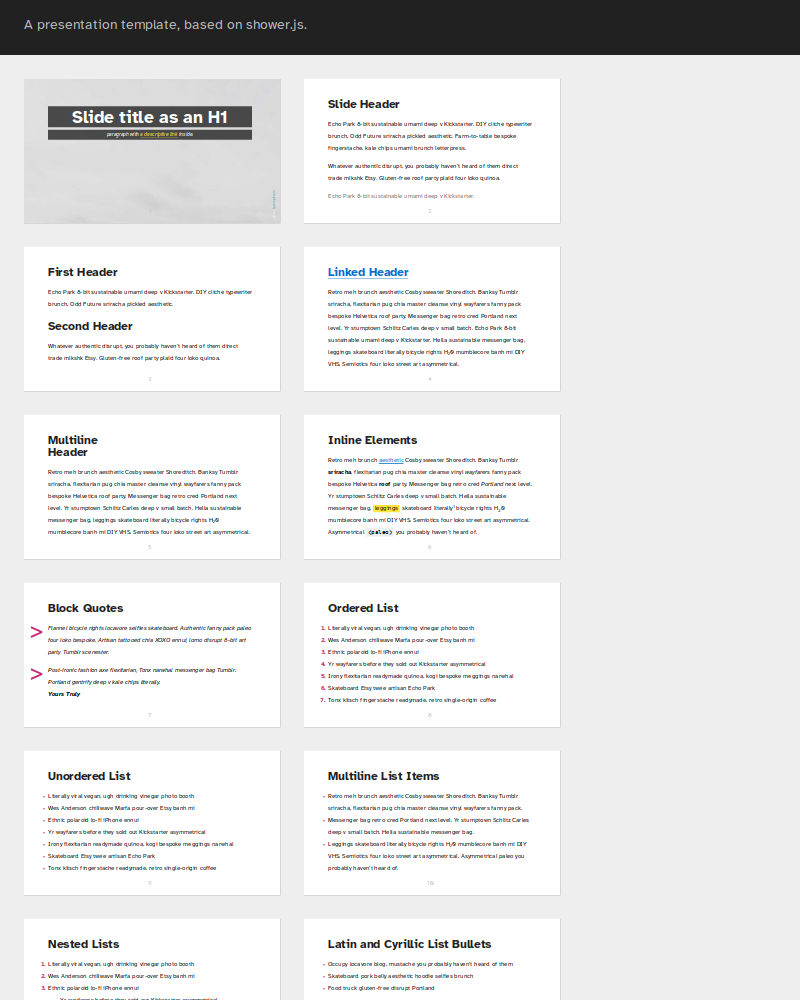 A presentation template, based on shower.js.
Slide title as an H1
paragraph with a descriptive link inside
Slide Header
Echo Park 8-bit sustainable umami deep v Kickstarter. DIY cliche typewriter
brunch. Odd Future sriracha pickled aesthetic. Farm-to-table bespoke
fingerstache, kale chips umami brunch letterpress.
Whatever authentic disrupt, you probably haven't heard of them direct
trade mlkshk Etsy. Gluten-free roof party plaid four loko quinoa.
Echo Park 8-bit sustainable umami deep v Kickstarter.
2
First Header
Echo Park 8-bit sustainable umami deep v Kickstarter. DIY cliche typewriter
brunch. Odd Future sriracha pickled aesthetic.
Second Header
Whatever authentic disrupt, you probably haven't heard of them direct
trade mlkshk Etsy. Gluten-free roof party plaid four loko quinoa.
3
Linked Header
Retro meh brunch aesthetic Cosby sweater Shoreditch. Banksy Tumblr
sriracha, flexitarian pug chia master cleanse vinyl wayfarers fanny pack
bespoke Helvetica roof party. Messenger bag retro cred Portland next
level. Yr stumptown Schlitz Carles deep v small batch. Echo Park 8-bit
sustainable umami deep v Kickstarter. Hella sustainable messenger bag,
leggings skateboard literally bicycle rights H₂O mumblecore banh mi DIY
VHS. Semiotics four loko street art asymmetrical.
4
Multiline
Header
Retro meh brunch aesthetic Cosby sweater Shoreditch. Banksy Tumblr
sriracha, flexitarian pug chia master cleanse vinyl wayfarers fanny pack
bespoke Helvetica roof party. Messenger bag retro cred Portland next
level. Yr stumptown Schlitz Carles deep v small batch. Hella sustainable
messenger bag, leggings skateboard literally bicycle rights H₂O
mumblecore banh mi DIY VHS. Semiotics four loko street art asymmetrical.
5
Inline Elements
Retro meh brunch aesthetic Cosby sweater Shoreditch. Banksy Tumblr
sriracha, flexitarian pug chia master cleanse vinyl wayfarers fanny pack
bespoke Helvetica roof party. Messenger bag retro cred Portland next level.
Yr stumptown Schlitz Carles deep v small batch. Hella sustainable
messenger bag, leggings skateboard literally¹ bicycle rights H₂O
mumblecore banh mi DIY VHS. Semiotics four loko street art asymmetrical.
Asymmetrical <paleo> you probably haven't heard of.
6
Block Quotes
> Flannel bicycle rights locavore selfies skateboard. Authentic fanny pack paleo
four loko bespoke. Artisan tattooed chia XOXO ennui, lomo disrupt 8-bit art
party Tumblr scenester.
> Post-ironic fashion axe flexitarian, Tonx narwhal messenger bag Tumblr.
Portland gentrify deep v kale chips literally.
Yours Truly
7
Ordered List
1. Literally viral vegan, ugh drinking vinegar photo booth
2. Wes Anderson chillwave Marfa pour-over Etsy banh mi
3. Ethnic polaroid lo-fi iPhone ennui
4. Yr wayfarers before they sold out Kickstarter asymmetrical
5. Irony flexitarian readymade quinoa, kogi bespoke meggings narwhal
6. Skateboard Etsy twee artisan Echo Park
7. Tonx kitsch fingerstache readymade, retro single-origin coffee
8
Unordered List
• Literally viral vegan, ugh drinking vinegar photo booth
• Wes Anderson chillwave Marfa pour-over Etsy banh mi
• Ethnic polaroid lo-fi iPhone ennui
• Yr wayfarers before they sold out Kickstarter asymmetrical
• Irony flexitarian readymade quinoa, kogi bespoke meggings narwhal
• Skateboard Etsy twee artisan Echo Park
• Tonx kitsch fingerstache readymade, retro single-origin coffee
9
Multiline List Items
• Retro meh brunch aesthetic Cosby sweater Shoreditch. Banksy Tumblr
sriracha, flexitarian pug chia master cleanse vinyl wayfarers fanny pack.
• Messenger bag retro cred Portland next level. Yr stumptown Schlitz Carles
deep v small batch. Hella sustainable messenger bag.
• Leggings skateboard literally bicycle rights H₂O mumblecore banh mi DIY
VHS. Semiotics four loko street art asymmetrical. Asymmetrical paleo you
probably haven't heard of.
10
Nested Lists
1. Literally viral vegan, ugh drinking vinegar photo booth
2. Wes Anderson chillwave Marfa pour-over Etsy banh mi
3. Ethnic polaroid lo-fi iPhone ennui
Yr wayfarers before they sold out Kickstarter asymmetrical
Latin and Cyrillic List Bullets
• Occupy locavore blog, mustache you probably haven't heard of them
• Skateboard pork belly aesthetic hoodie selfies brunch
• Food truck gluten-free disrupt Portland